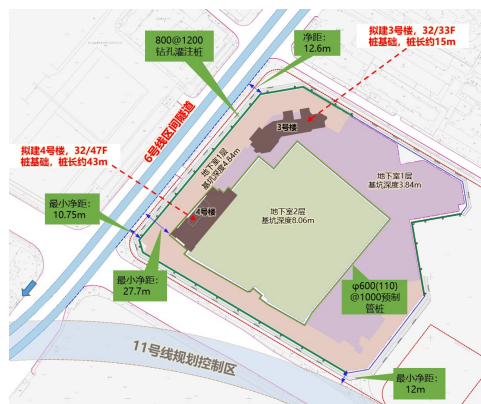 800@1200
钻孔灌注桩
净距：
12.6m
拟建3号楼，32/33F
桩基础，桩长约15m
6号线区间隧道
3号楼
拟建4号楼，32/47F
桩基础，桩长约43m
地下室1层
基坑深度4.84m
地下室1层
基坑深度3.84m
最小净距：
10.75m
4号楼
地下室2层
基坑深度8.06m
最小净距：
27.7m
φ600(110)
@1000预制
管桩
11号线规划控制区
最小净距：
12m